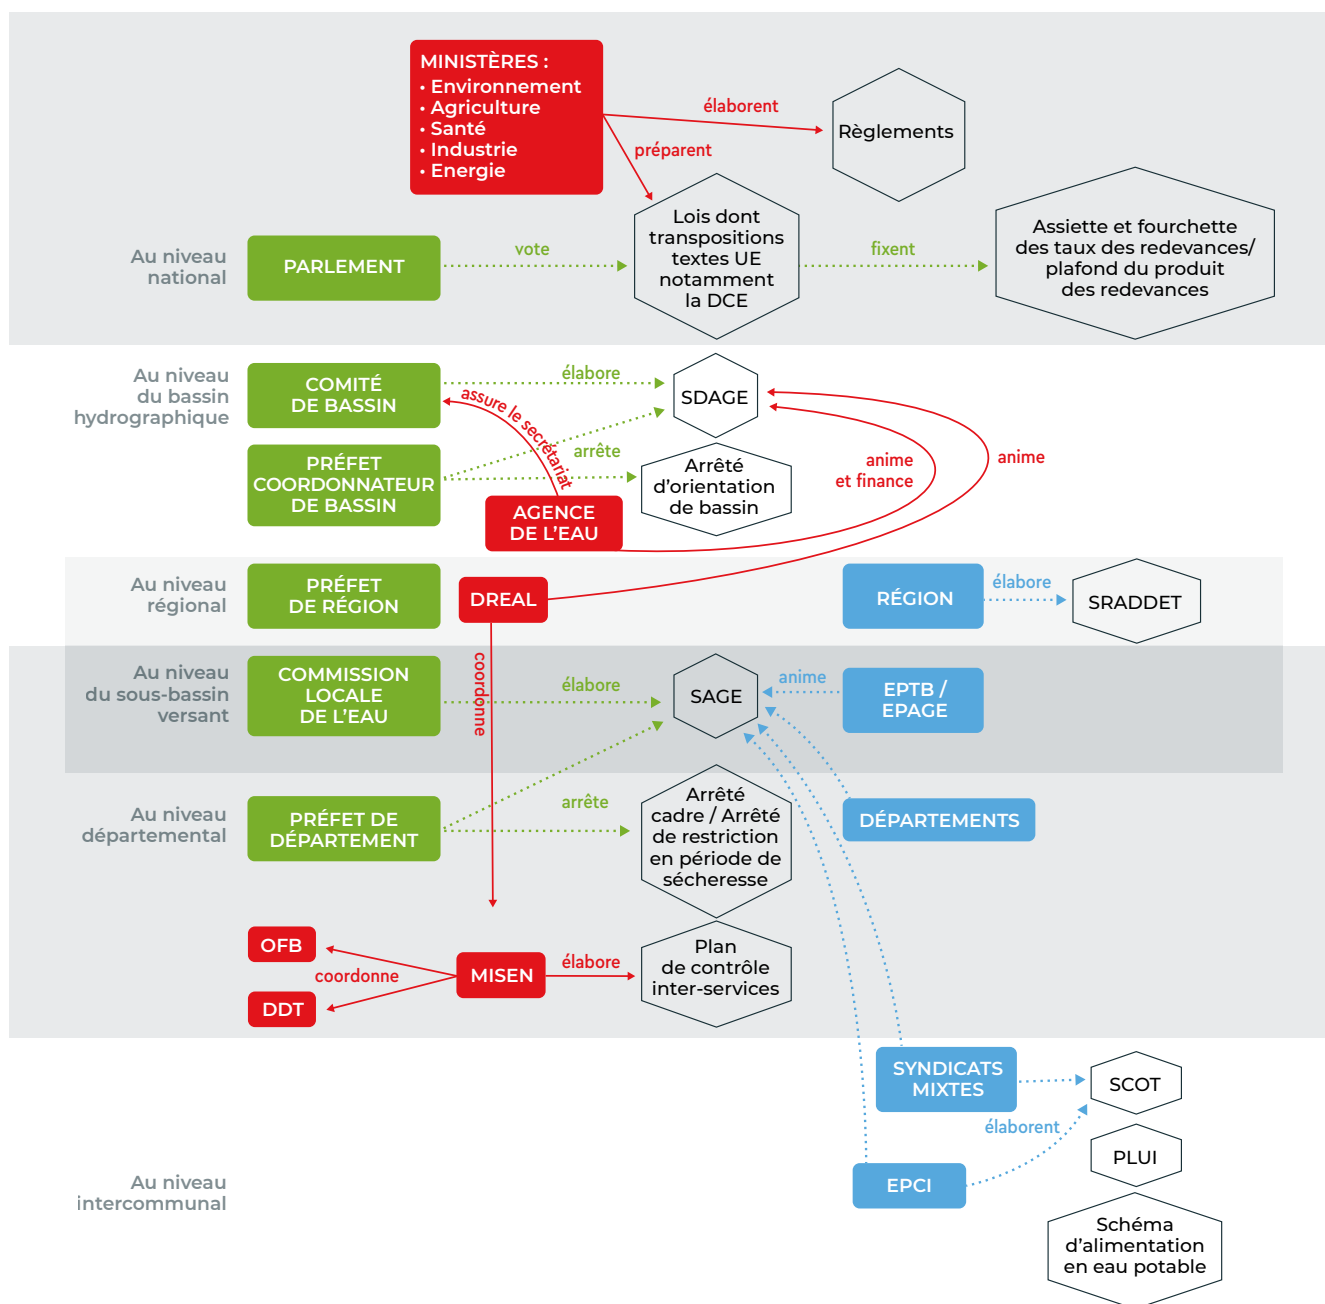 MINISTÈRES :
• Environnement
• Agriculture
• Santé
• Industrie
• Energie
élaborent
préparent
Règlements
Au niveau
national
PARLEMENT
vote
Lois dont
transpositions
textes UE
notamment
la DCE
fixent
Assiette et fourchette
des taux des redevances/
plafond du produit
des redevances
Au niveau
du bassin
hydrographique
COMITÉ
DE BASSIN
élabore
assure le secrétariat
SDAGE
PRÉFET
COORDONNATEUR
DE BASSIN
arrête
Arrêté
d’orientation
de bassin
anime
et finance
anime
AGENCE
DE L’EAU
Au niveau
régional
PRÉFET
DE RÉGION
DREAL
RÉGION
élabore
SRADDET
Au niveau
du sous-bassin
versant
COMMISSION
LOCALE
DE L’EAU
coordonne
élabore
SAGE
anime
EPTB /
EPAGE
Au niveau
départemental
PRÉFET DE
DÉPARTEMENT
arrête
Arrêté
cadre / Arrêté
de restriction
en période de
sécheresse
DÉPARTEMENTS
OFB
coordonne
DDT
MISEN
élabore
Plan
de contrôle
inter-services
SYNDICATS
MIXTES
SCOT
élaborent
PLUI
Au niveau
intercommunal
EPCI
Schéma
d’alimentation
en eau potable